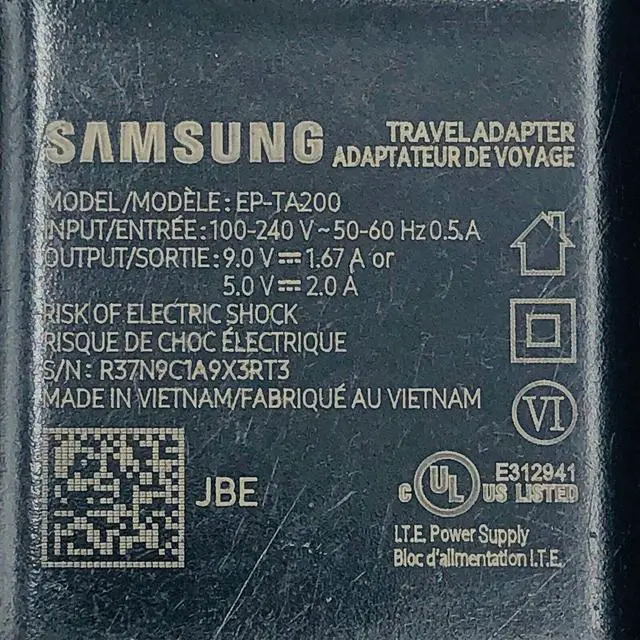 SAMSUNG
TRAVEL ADAPTER
ADAPTATEUR DE VOYAGE
MODEL/MODÈLE: EP-TA200
INPUT/ENTRÉE: 100-240 V ~ 50-60 Hz 0.5 A
OUTPUT/SORTIE: 9.0 V ⎓ 1.67 A or
5.0 V ⎓ 2.0 A
RISK OF ELECTRIC SHOCK
RISQUE DE CHOC ÉLECTRIQUE
S/N: R37N9C1A9X3RT3
MADE IN VIETNAM/FABRIQUÉ AU VIETNAM
VI
JBE
c UL US LISTED
E312941
I.T.E. Power Supply
Bloc d'alimentation I.T.E.